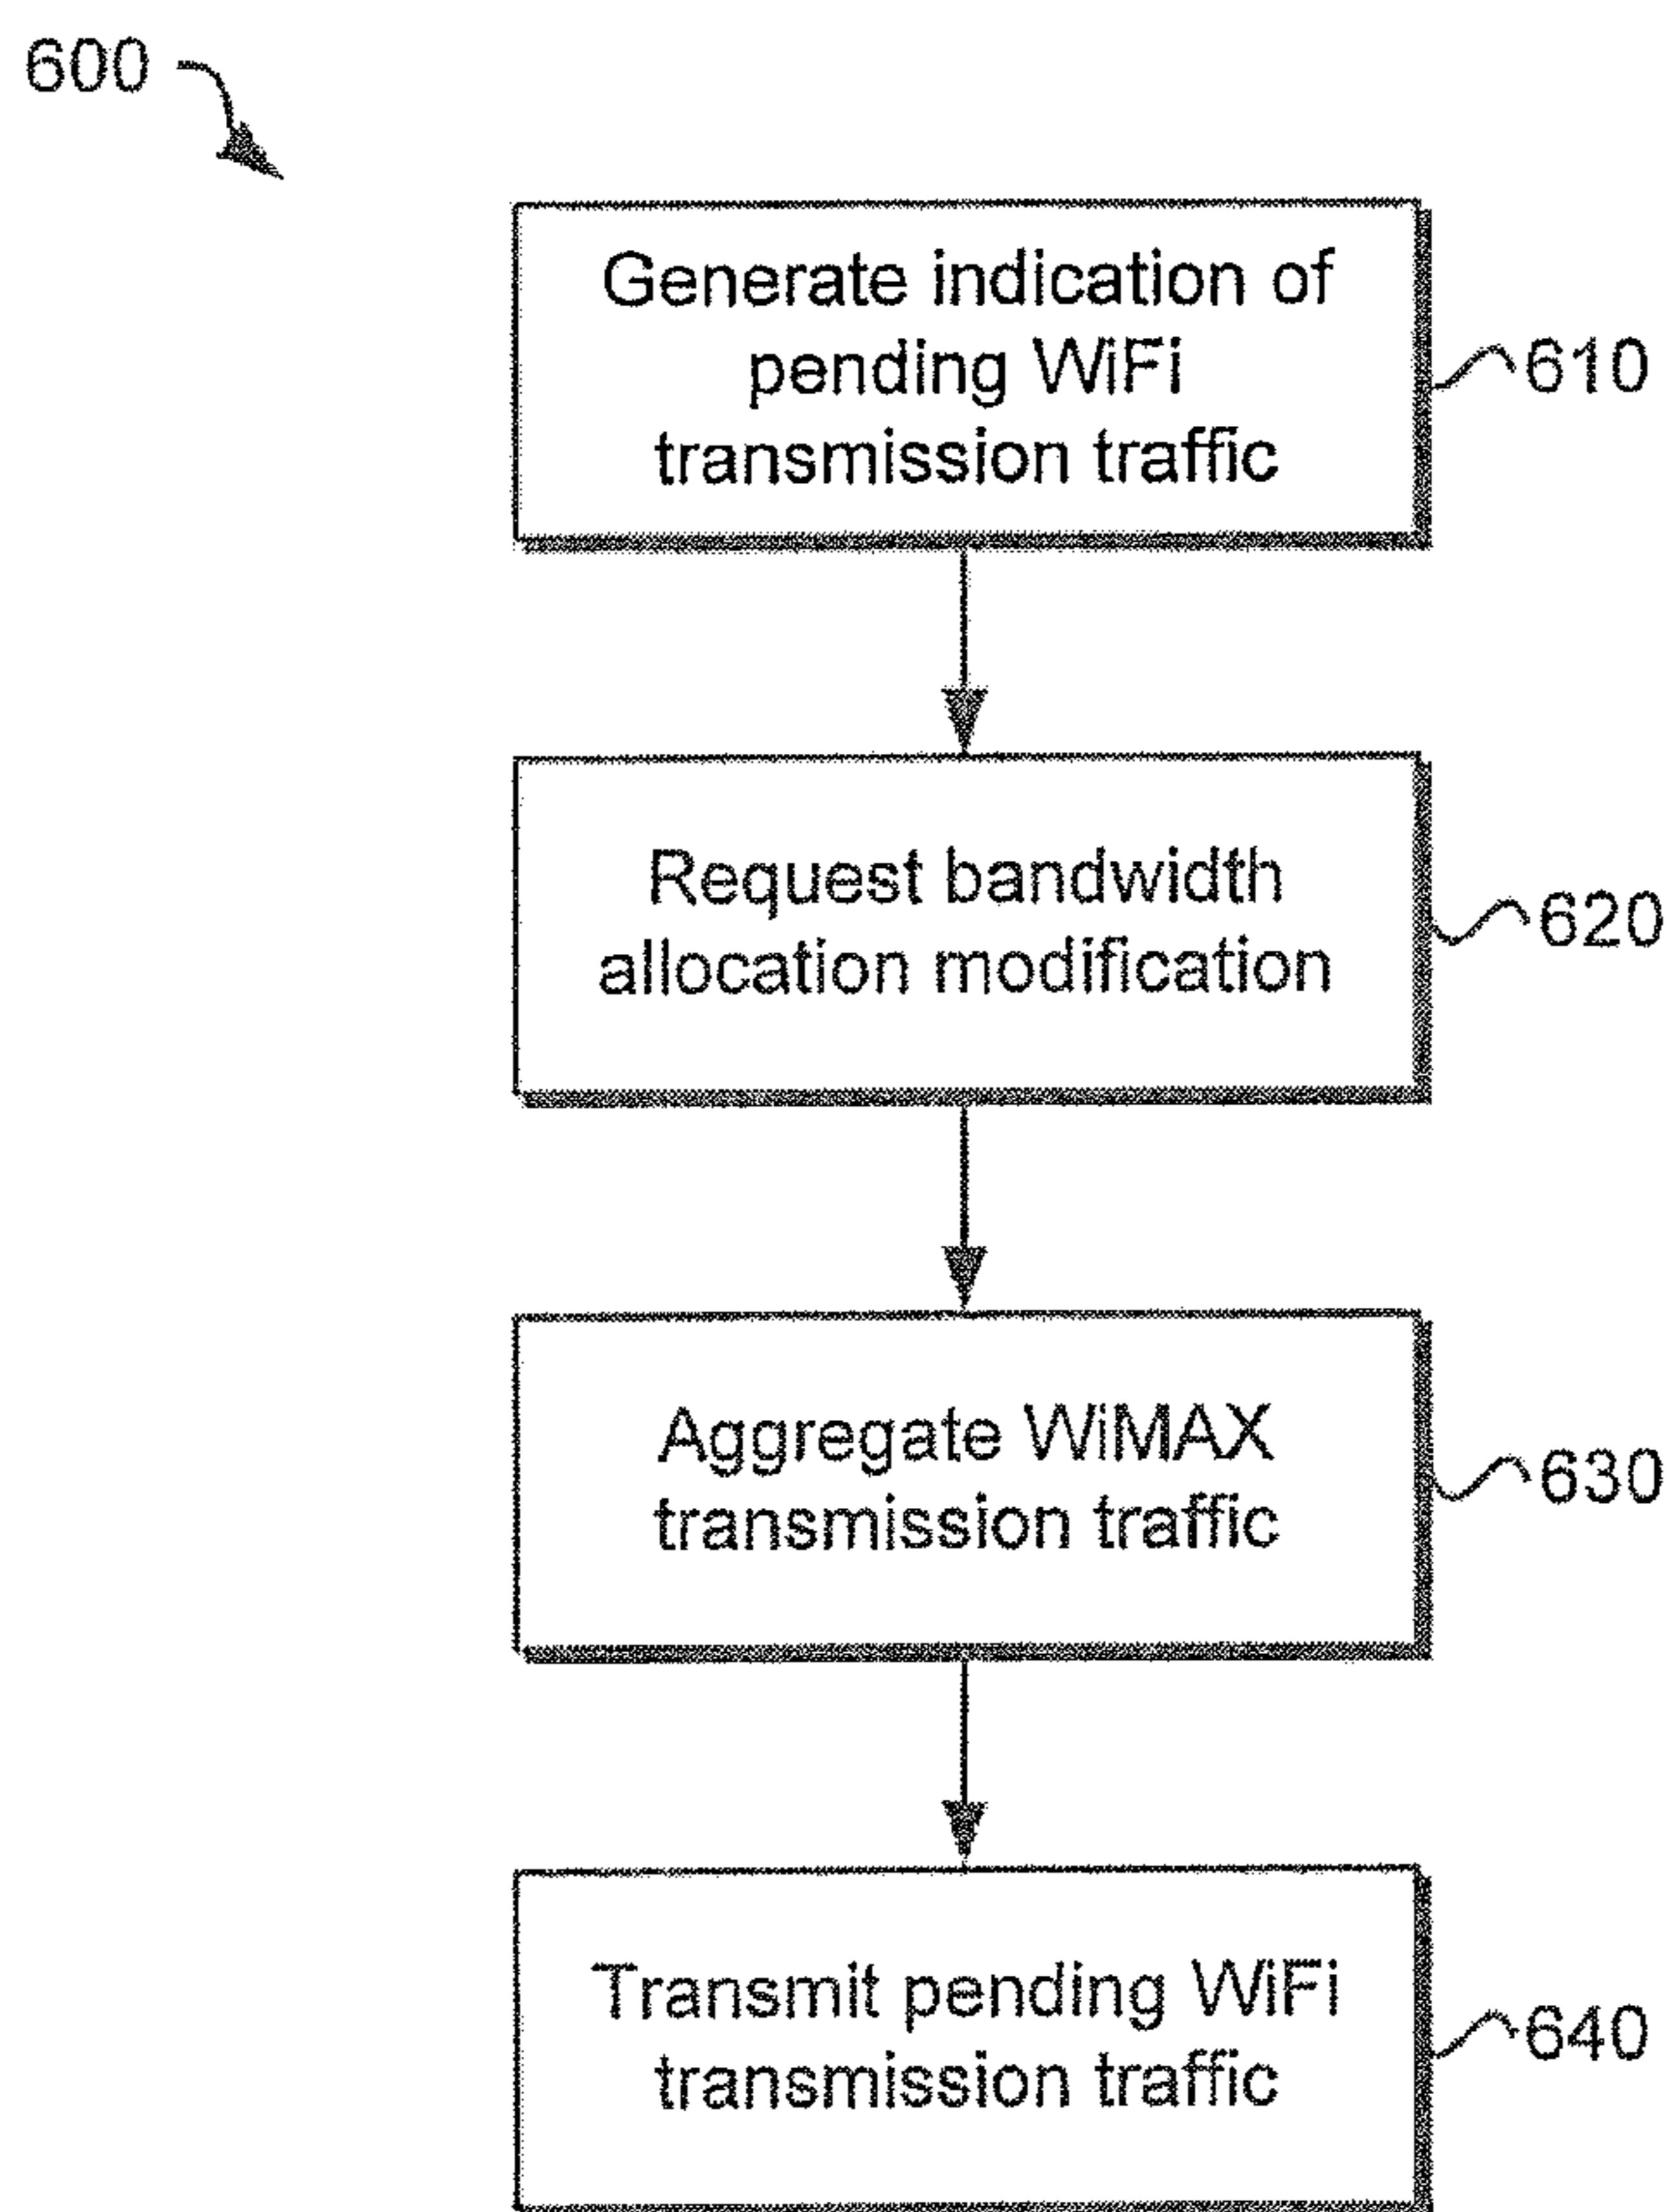 600
Generate indication of
pending WiFi
transmission traffic
610
Request bandwidth
allocation modification
620
Aggregate WiMAX
transmission traffic
630
Transmit pending WiFi
transmission traffic
640